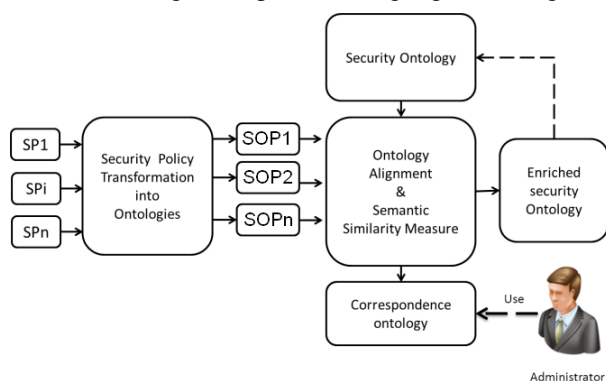 Security Ontology
SP1
SPi
SPn
Security Policy
Transformation
into
Ontologies
SOP1
SOP2
SOPn
Ontology
Alignment
&
Semantic
Similarity Measure
Enriched
security
Ontology
Correspondence
ontology
Use
Administrator